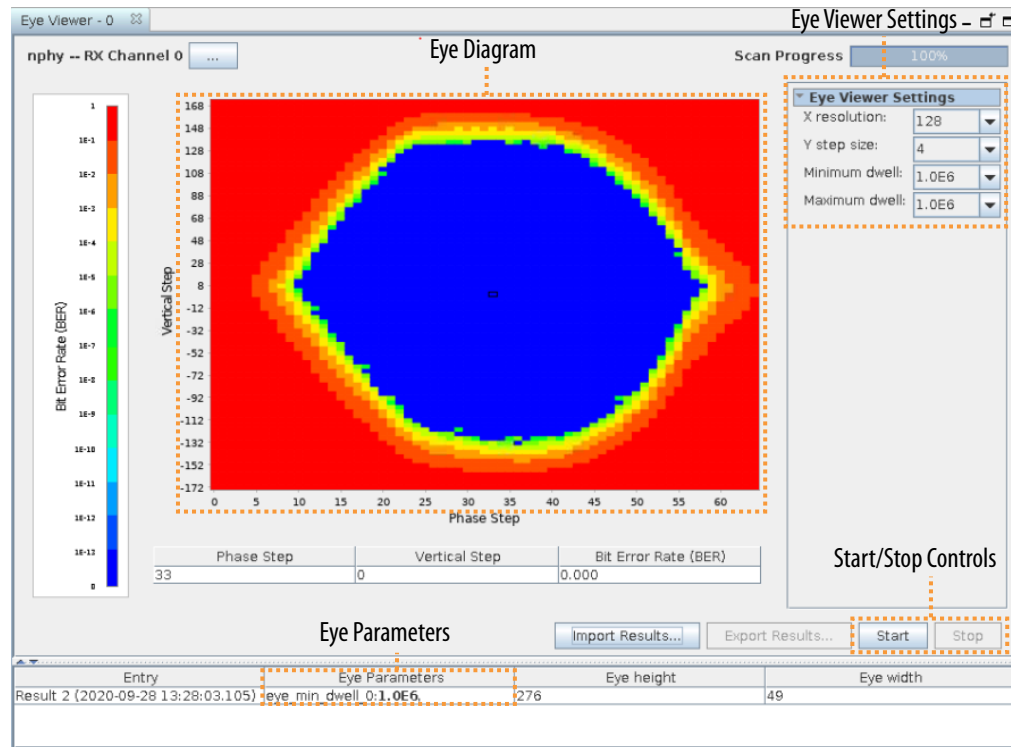 Eye Viewer - 0
Eye Viewer Settings
nphy -- RX Channel 0
...
Eye Diagram
Scan Progress
100%
Eye Viewer Settings
X resolution:
128
Y step size:
4
Minimum dwell:
1.0E6
Maximum dwell:
1.0E6
Bit Error Rate (BER)
1
1E-1
1E-2
1E-3
1E-4
1E-5
1E-6
1E-7
1E-8
1E-9
1E-10
1E-11
1E-12
1E-13
0
Vertical Step
168
148
128
108
88
68
48
28
8
-12
-32
-52
-72
-92
-112
-132
-152
-172
0 5 10 15 20 25 30 35 40 45 50 55 60
Phase Step
Phase Step Vertical Step Bit Error Rate (BER)
33 0 0.000
Start/Stop Controls
Eye Parameters
Import Results...
Export Results...
Start
Stop
Entry Eye Parameters Eye height Eye width
Result 2 (2020-09-28 13:28:03.105) eye_min_dwell_0:1.0E6, 276 49